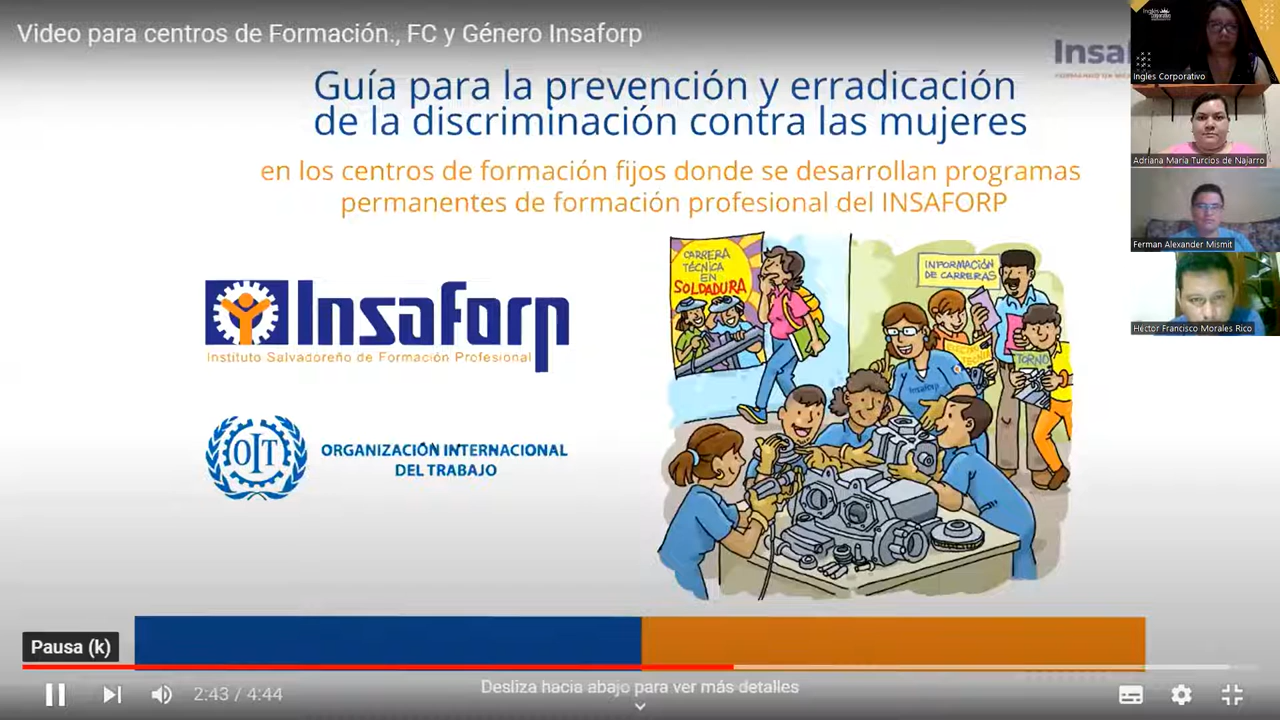 Video para centros de Formación., FC y Género Insaforp
Guía para la prevención y erradicación
de la discriminación contra las mujeres
en los centros de formación fijos donde se desarrollan programas
permanentes de formación profesional del INSAFORP
Insaforp
Instituto Salvadoreño de Formación Profesional
OIT
ORGANIZACIÓN INTERNACIONAL
DEL TRABAJO
CARRERA
TÉCNICA
EN
SOLDADURA
INFORMACIÓN
DE CARRERAS
TORNO
Insaforp
Ingles Corporativo
Adriana María Turcios de Najarro
Ferman Alexander Mismit
Héctor Francisco Morales Rico
Pausa (k)
2:43 / 4:44
Desliza hacia abajo para ver más detalles